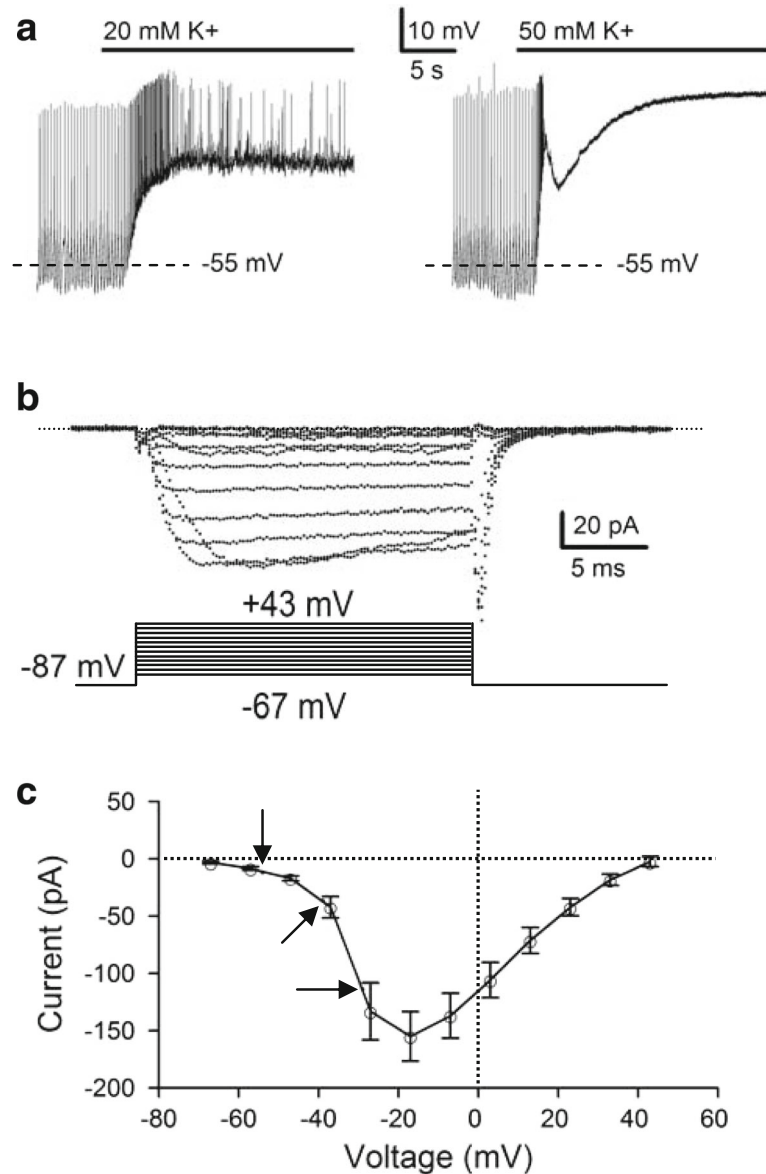 a
20 mM K+
10 mV
5 s
50 mM K+
-55 mV
-55 mV
b
20 pA
5 ms
+43 mV
-87 mV
-67 mV
c
50
0
-50
-100
-150
-200
Current (pA)
-80 -60 -40 -20 0 20 40 60
Voltage (mV)